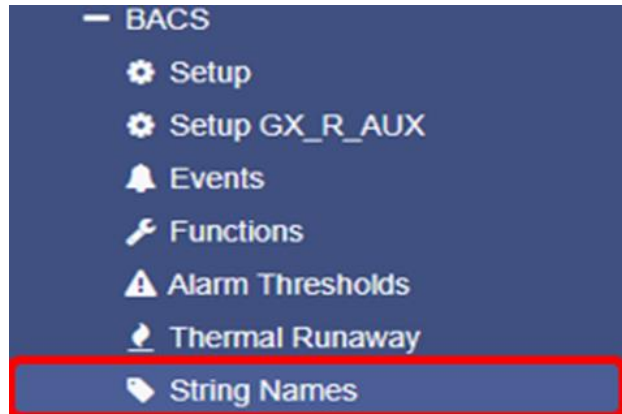 BACS
Setup
Setup GX_R_AUX
Events
Functions
Alarm Thresholds
Thermal Runaway
String Names